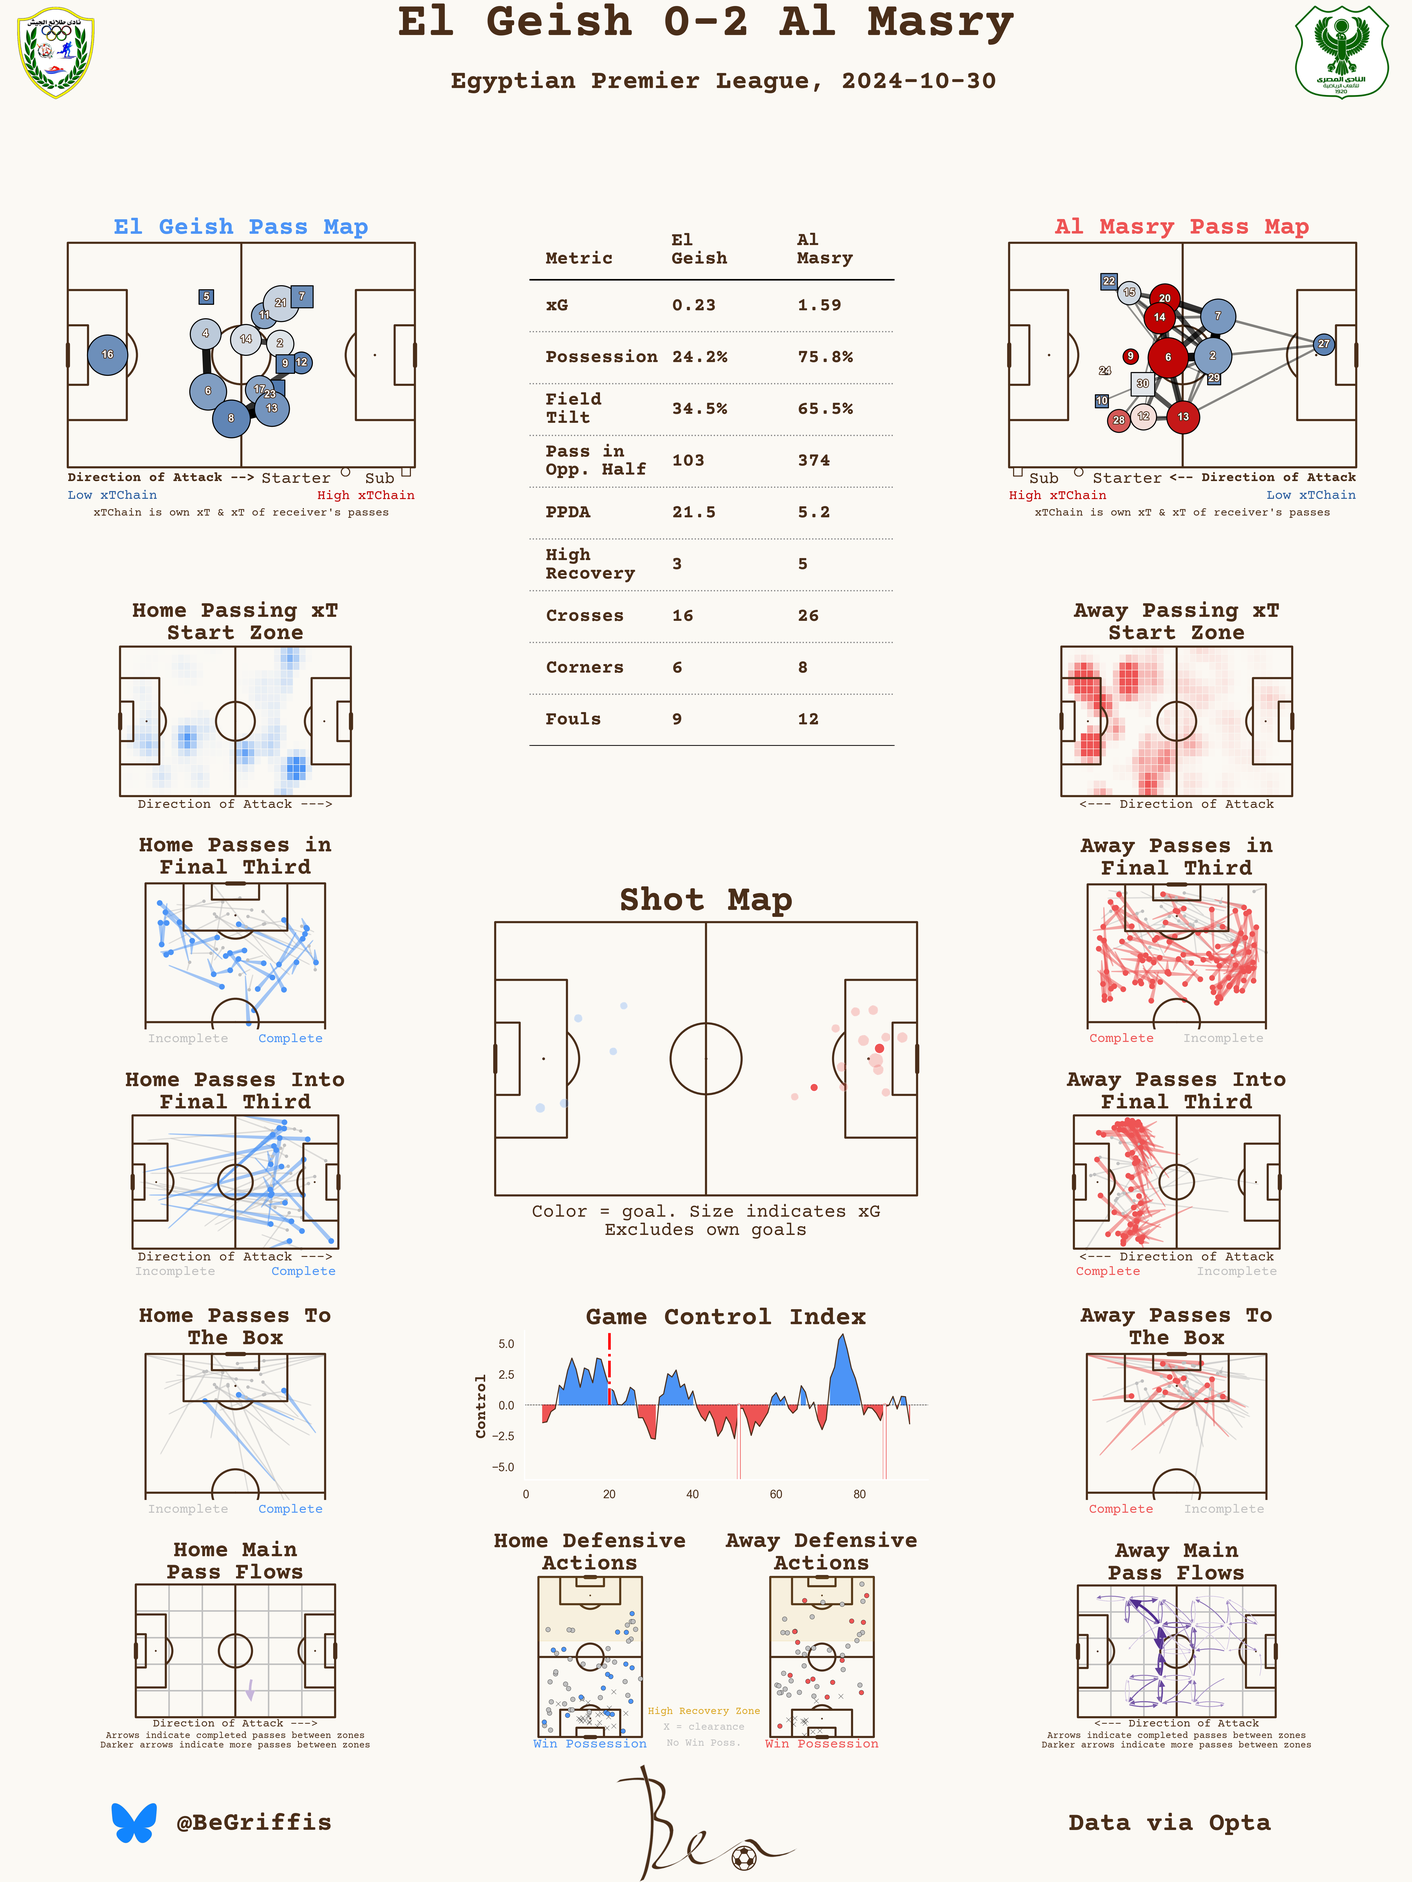 El Geish 0-2 Al Masry
Egyptian Premier League, 2024-10-30
نادى طلائع الجيش
النادى المصرى
للألعاب الرياضية
1920
El Geish Pass Map
5
7
21
11
4
14
2
16
9
12
6
17
23
13
8
Direction of Attack --> Starter Sub
Low xTChain High xTChain
xTChain is own xT & xT of receiver's passes
Metric El Geish Al Masry
xG 0.23 1.59
Possession 24.2% 75.8%
Field Tilt 34.5% 65.5%
Pass in Opp. Half 103 374
PPDA 21.5 5.2
High Recovery 3 5
Crosses 16 26
Corners 6 8
Fouls 9 12
Al Masry Pass Map
22
15
20
14
7
27
9
6
2
24
30
29
10
28
12
13
Sub Starter <-- Direction of Attack
High xTChain Low xTChain
xTChain is own xT & xT of receiver's passes
Home Passing xT
Start Zone
Direction of Attack --->
Away Passing xT
Start Zone
<--- Direction of Attack
Home Passes in
Final Third
Incomplete Complete
Away Passes in
Final Third
Complete Incomplete
Shot Map
Color = goal. Size indicates xG
Excludes own goals
Home Passes Into
Final Third
Direction of Attack --->
Incomplete Complete
Away Passes Into
Final Third
<--- Direction of Attack
Complete Incomplete
Home Passes To
The Box
Incomplete Complete
Game Control Index
Control
5.0
2.5
0.0
−2.5
−5.0
0 20 40 60 80
Away Passes To
The Box
Complete Incomplete
Home Main
Pass Flows
Direction of Attack --->
Arrows indicate completed passes between zones
Darker arrows indicate more passes between zones
Home Defensive
Actions
Win Possession
High Recovery Zone
X = clearance
No Win Poss.
Away Defensive
Actions
Win Possession
Away Main
Pass Flows
<--- Direction of Attack
Arrows indicate completed passes between zones
Darker arrows indicate more passes between zones
@BeGriffis
Ben
Data via Opta